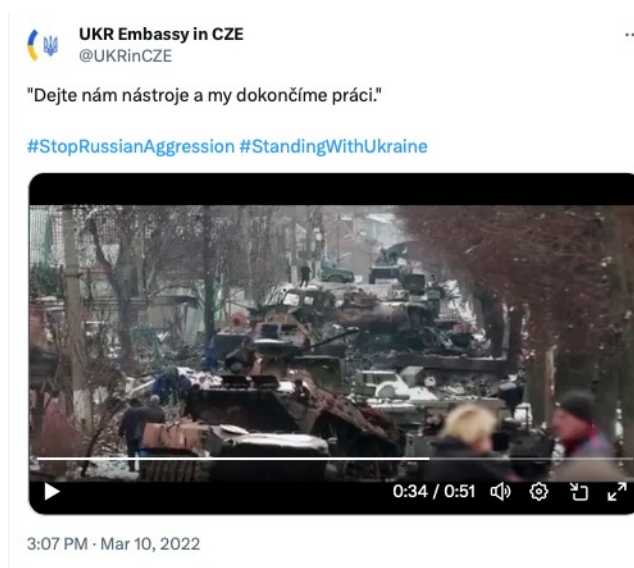 UKR Embassy in CZE
@UKRinCZE
"Dejte nám nástroje a my dokončíme práci."
#StopRussianAggression #StandingWithUkraine
0:34 / 0:51
3:07 PM · Mar 10, 2022